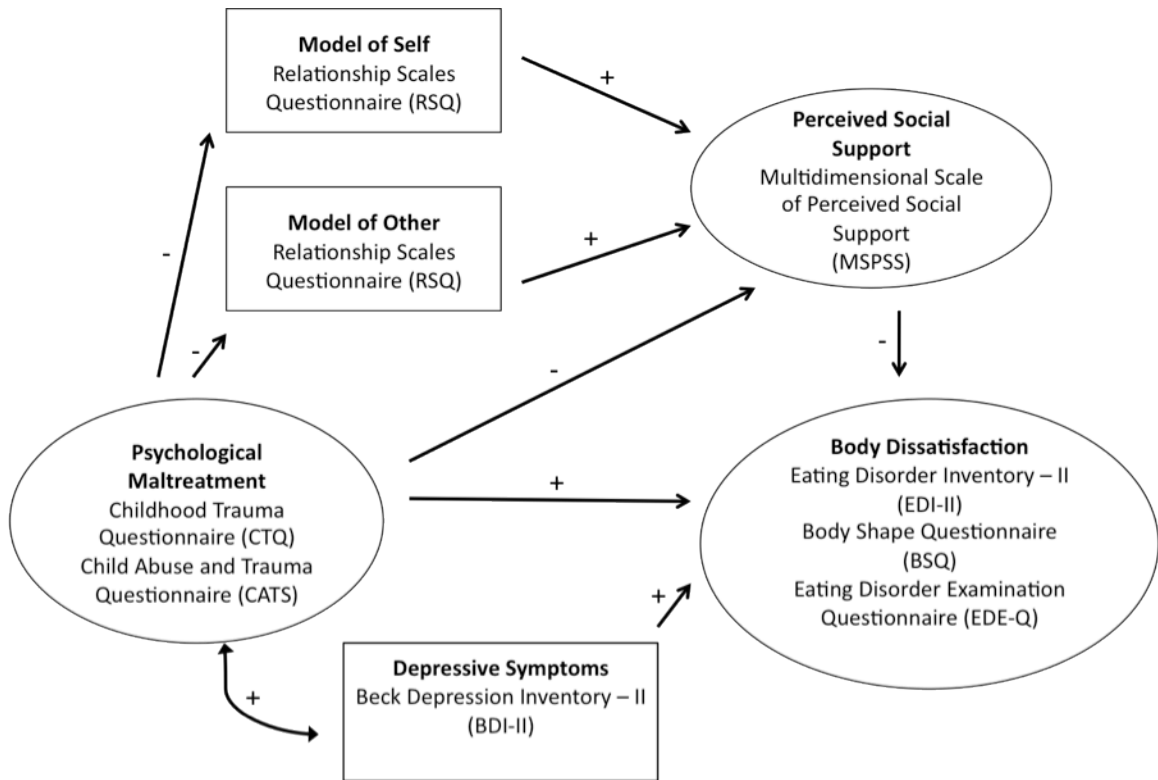 Model of Self
Relationship Scales
Questionnaire (RSQ)
+
Perceived Social
Support
Multidimensional Scale
of Perceived Social
Support
(MSPSS)
Model of Other
Relationship Scales
Questionnaire (RSQ)
+
-
-
-
-
Psychological
Maltreatment
Childhood Trauma
Questionnaire (CTQ)
Child Abuse and Trauma
Questionnaire (CATS)
+
Body Dissatisfaction
Eating Disorder Inventory – II
(EDI-II)
Body Shape Questionnaire
(BSQ)
Eating Disorder Examination
Questionnaire (EDE-Q)
+
+
Depressive Symptoms
Beck Depression Inventory – II
(BDI-II)